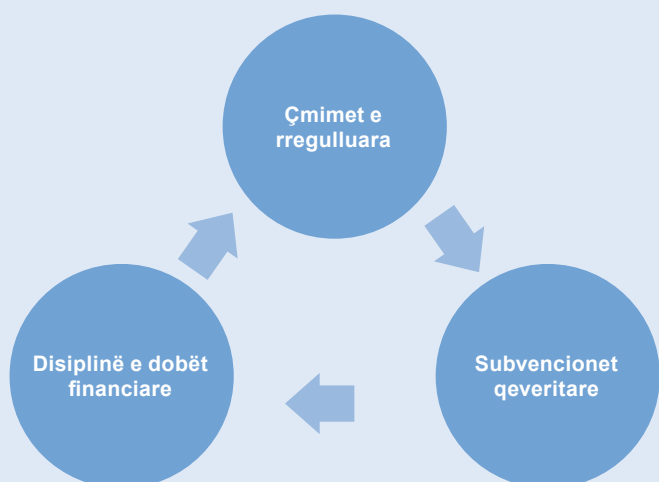 Çmimet e
rregulluara
Disiplinë e dobët
financiare
Subvencionet
qeveritare